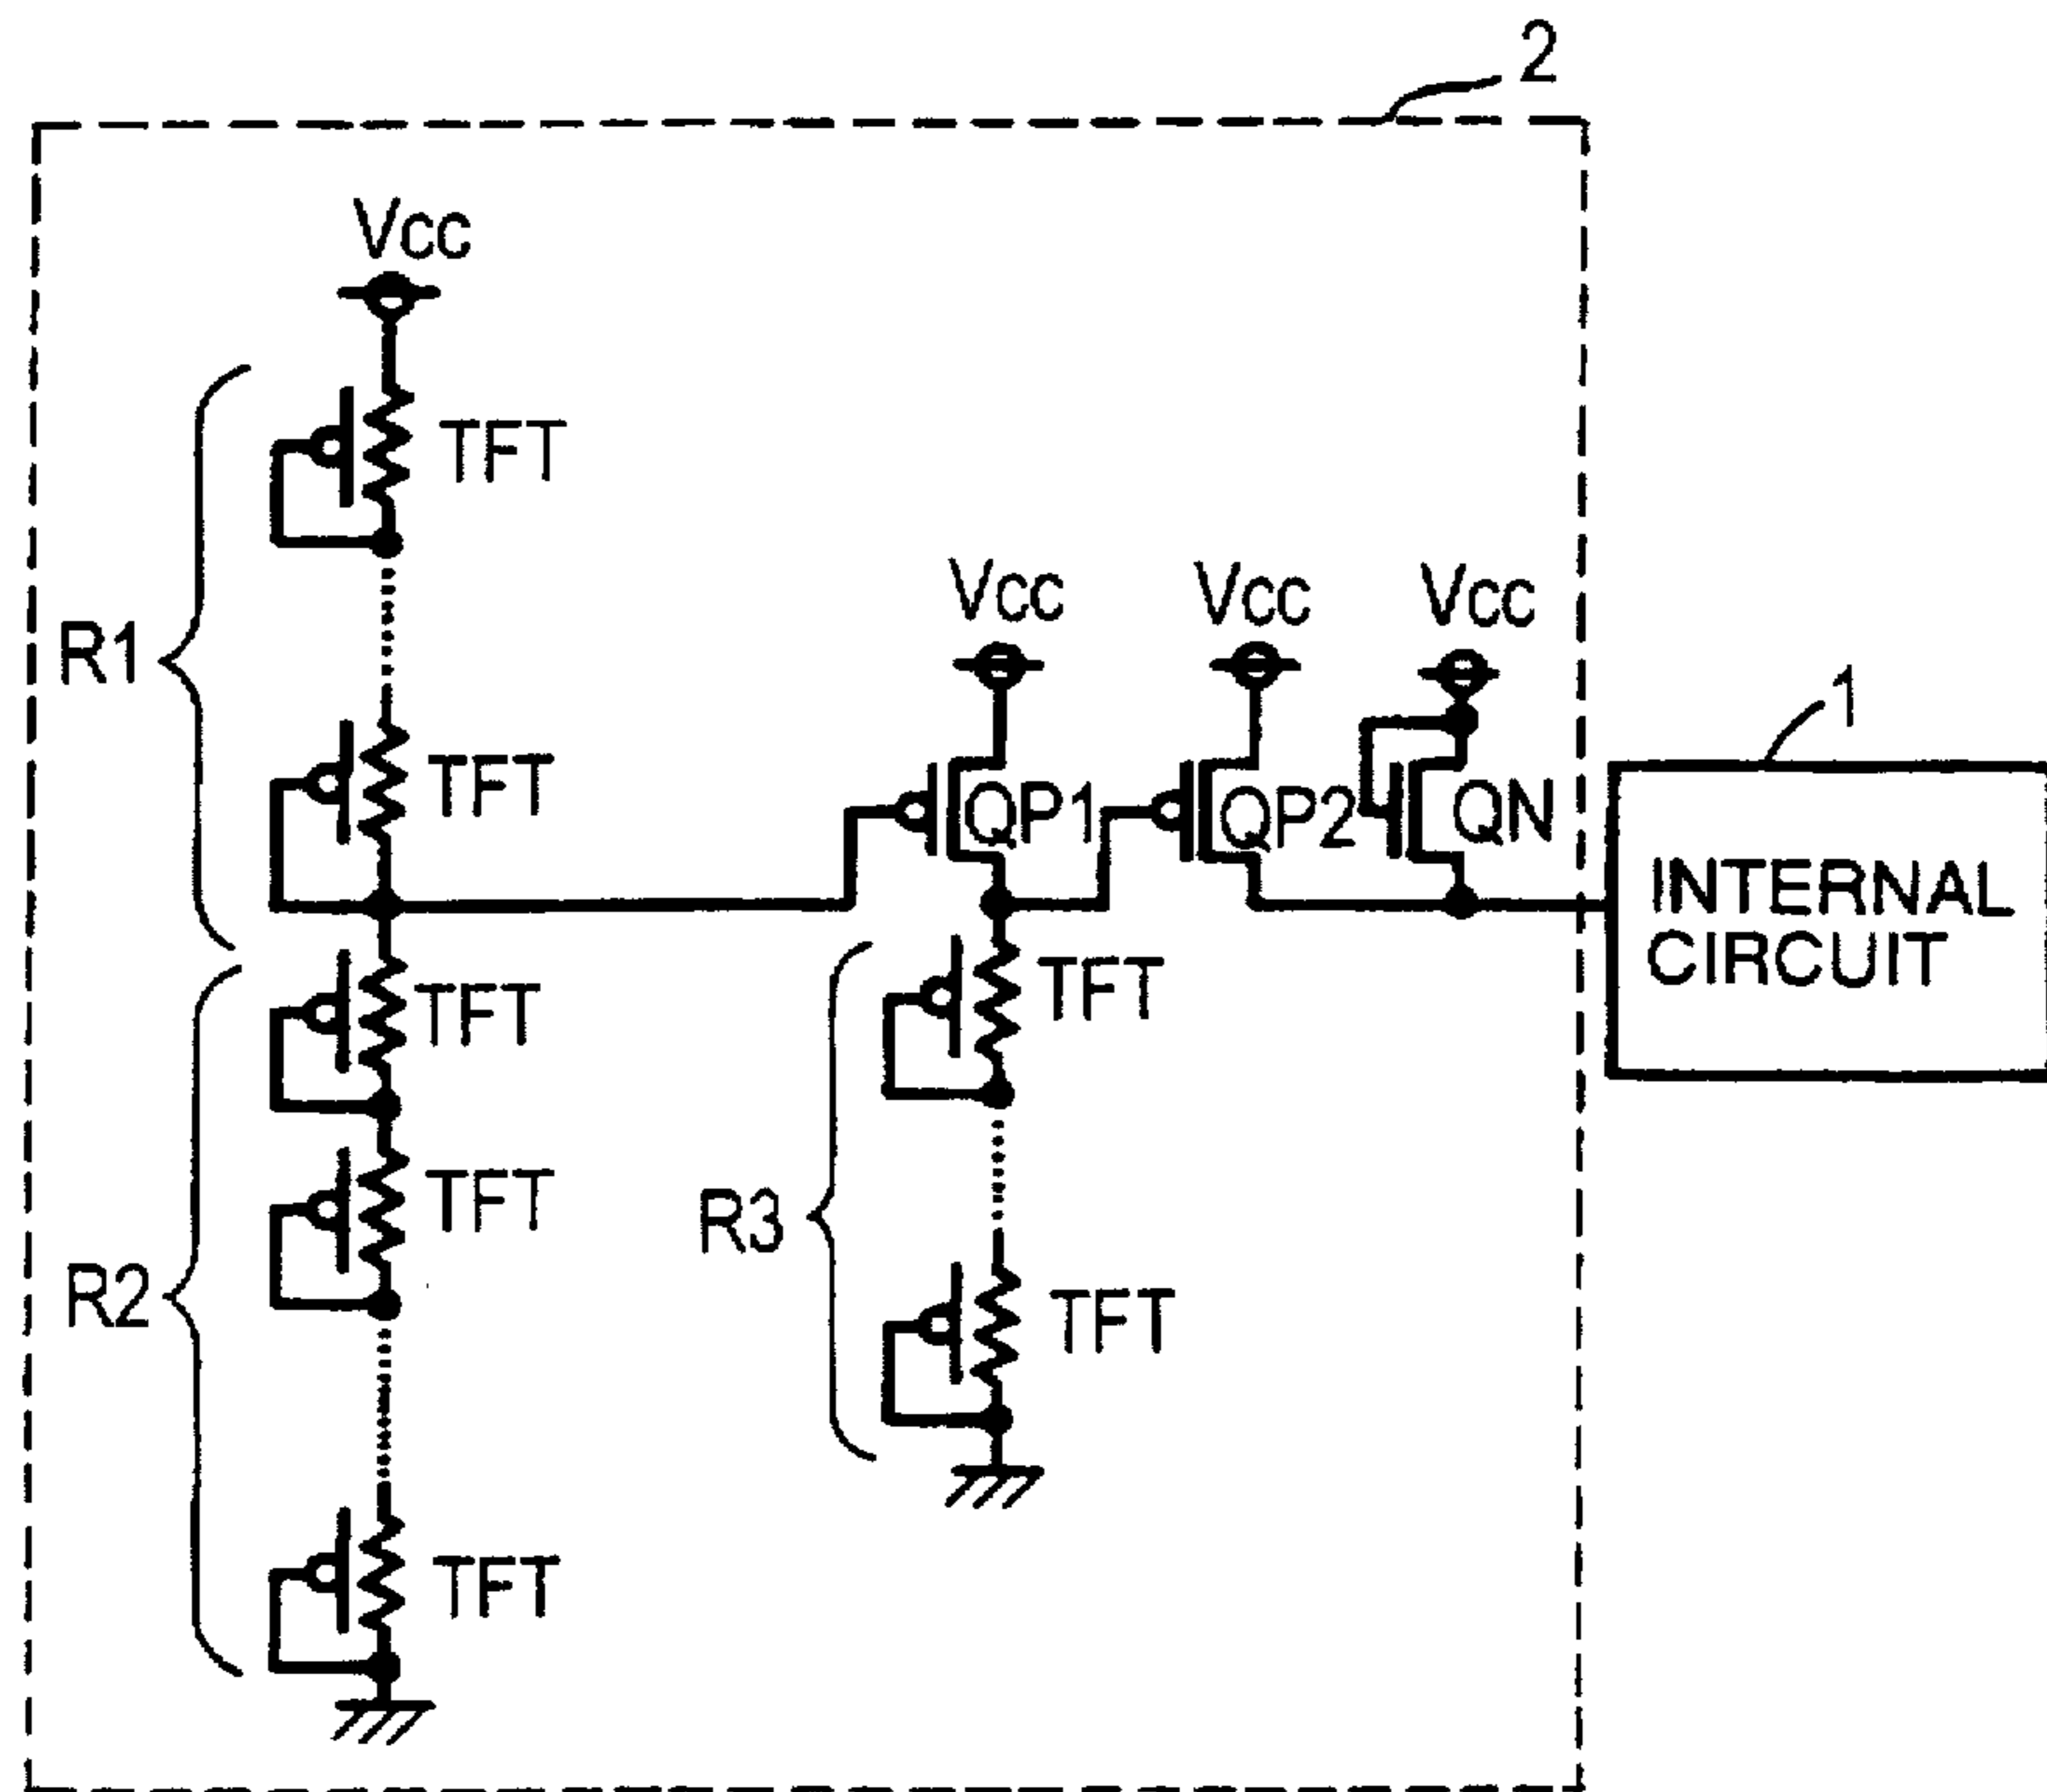 2
Vcc
TFT
R1
TFT
Vcc
Vcc
Vcc
1
QP1
QP2
QN
INTERNAL
CIRCUIT
TFT
TFT
TFT
R3
R2
TFT
TFT